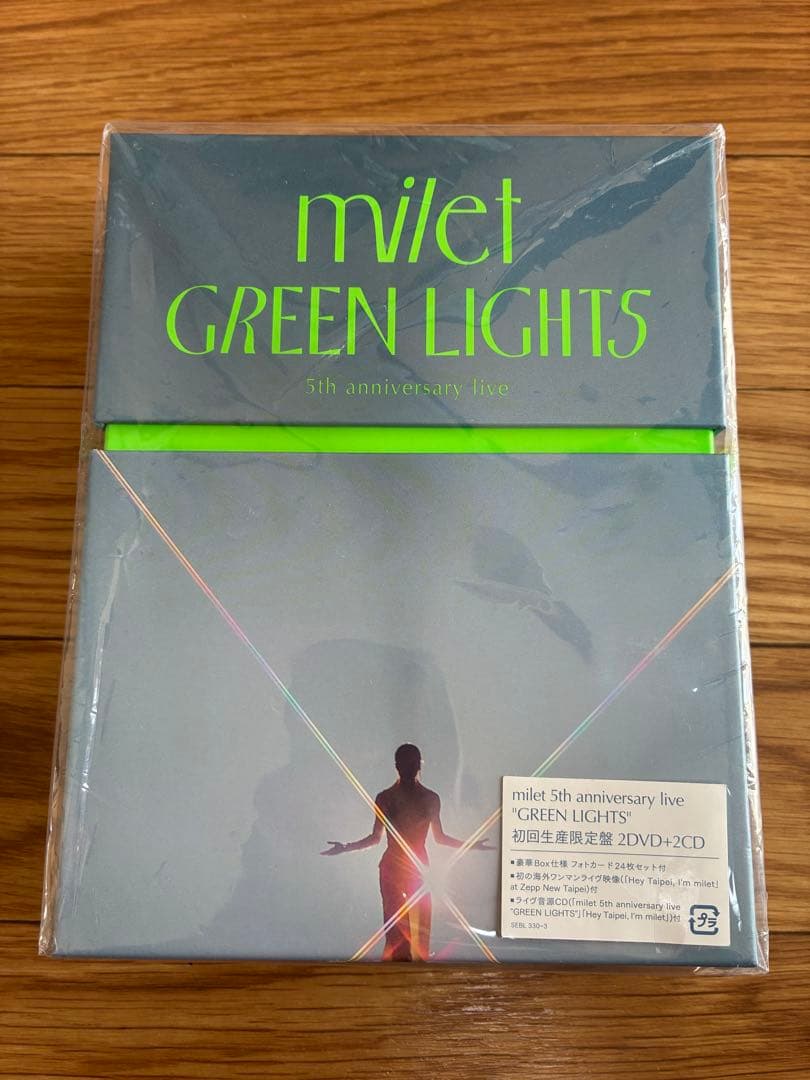 milet
GREEN LIGHTS
5th anniversary live
milet 5th anniversary live
"GREEN LIGHTS"
初回生産限定盤 2DVD+2CD
■豪華Box仕様 フォトカード24枚セット付
■初の海外ワンマンライヴ映像(「Hey Taipei, I'm milet」
at Zepp New Taipei)付
■ライヴ音源CD(「milet 5th anniversary live
"GREEN LIGHTS"」「Hey Taipei, I'm milet」)付
SEBL 330~3
プラ